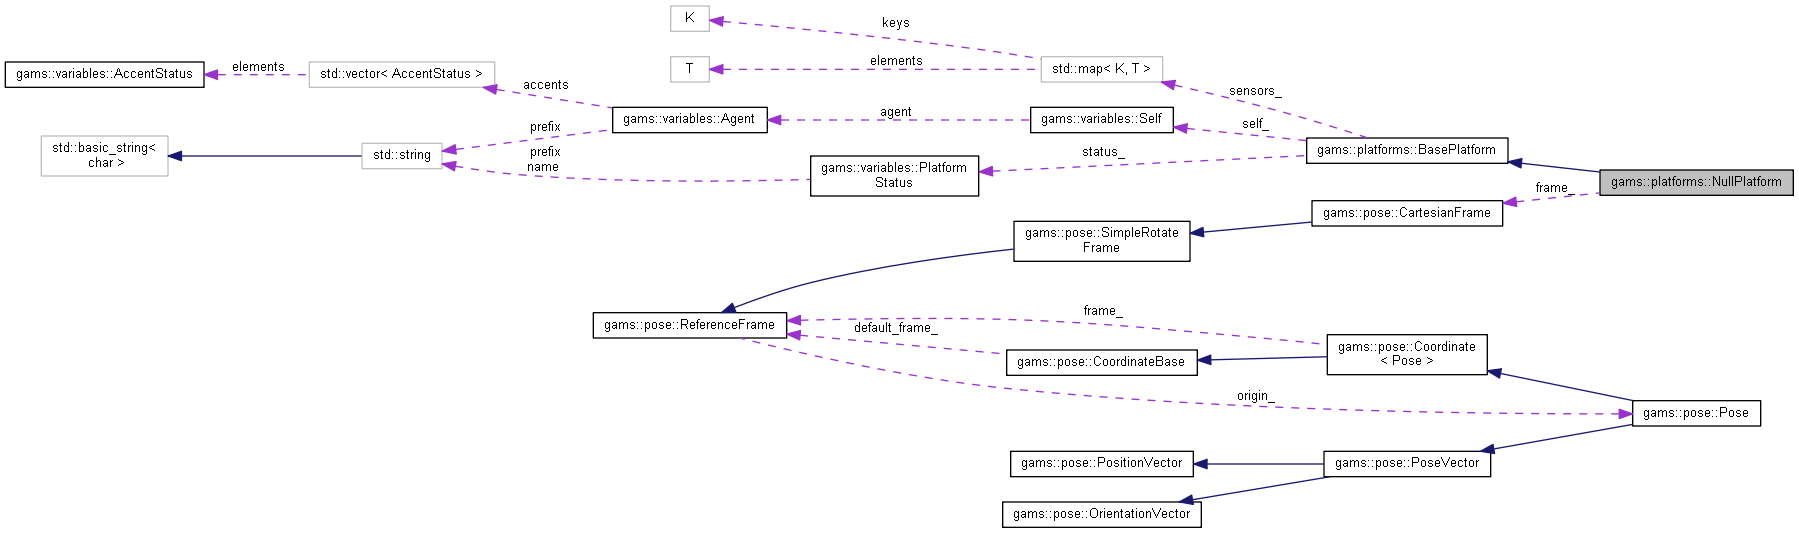 K
keys
gams::variables::AccentStatus
elements
std::vector< AccentStatus >
T
elements
std::map< K, T >
accents
sensors_
gams::variables::Agent
agent
gams::variables::Self
self_
prefix
std::basic_string<
char >
std::string
prefix
name
gams::variables::Platform
Status
status_
gams::platforms::BasePlatform
gams::platforms::NullPlatform
frame_
gams::pose::CartesianFrame
gams::pose::SimpleRotate
Frame
gams::pose::ReferenceFrame
frame_
default_frame_
gams::pose::CoordinateBase
gams::pose::Coordinate
< Pose >
origin_
gams::pose::Pose
gams::pose::PositionVector
gams::pose::PoseVector
gams::pose::OrientationVector